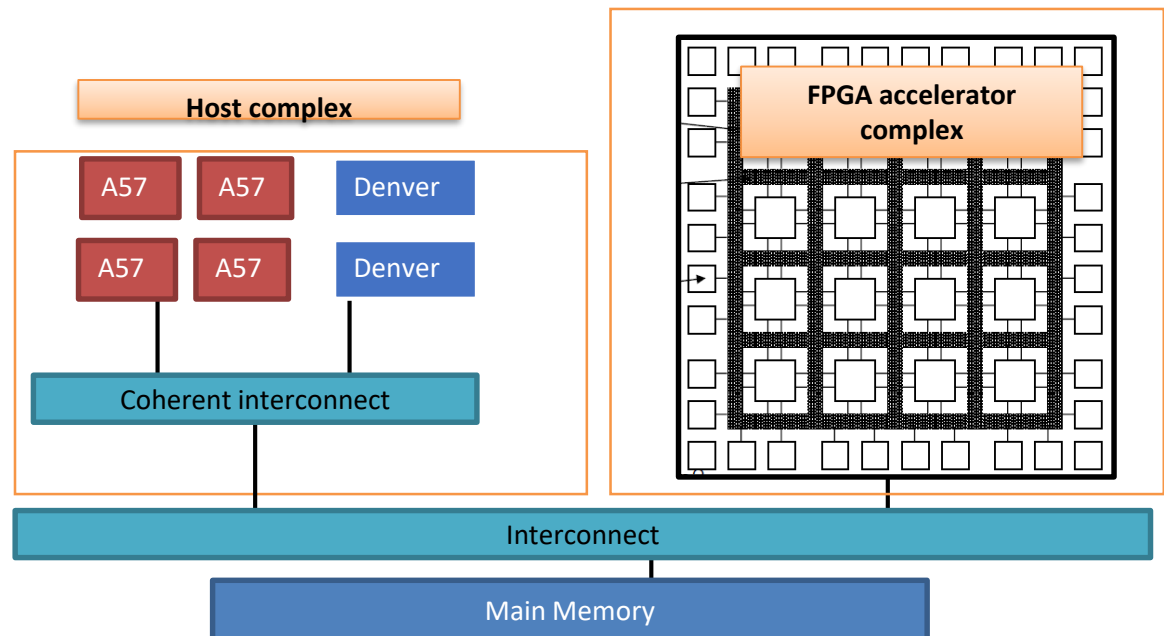 Host complex
FPGA accelerator
complex
A57
A57
Denver
A57
A57
Denver
Coherent interconnect
Interconnect
Main Memory